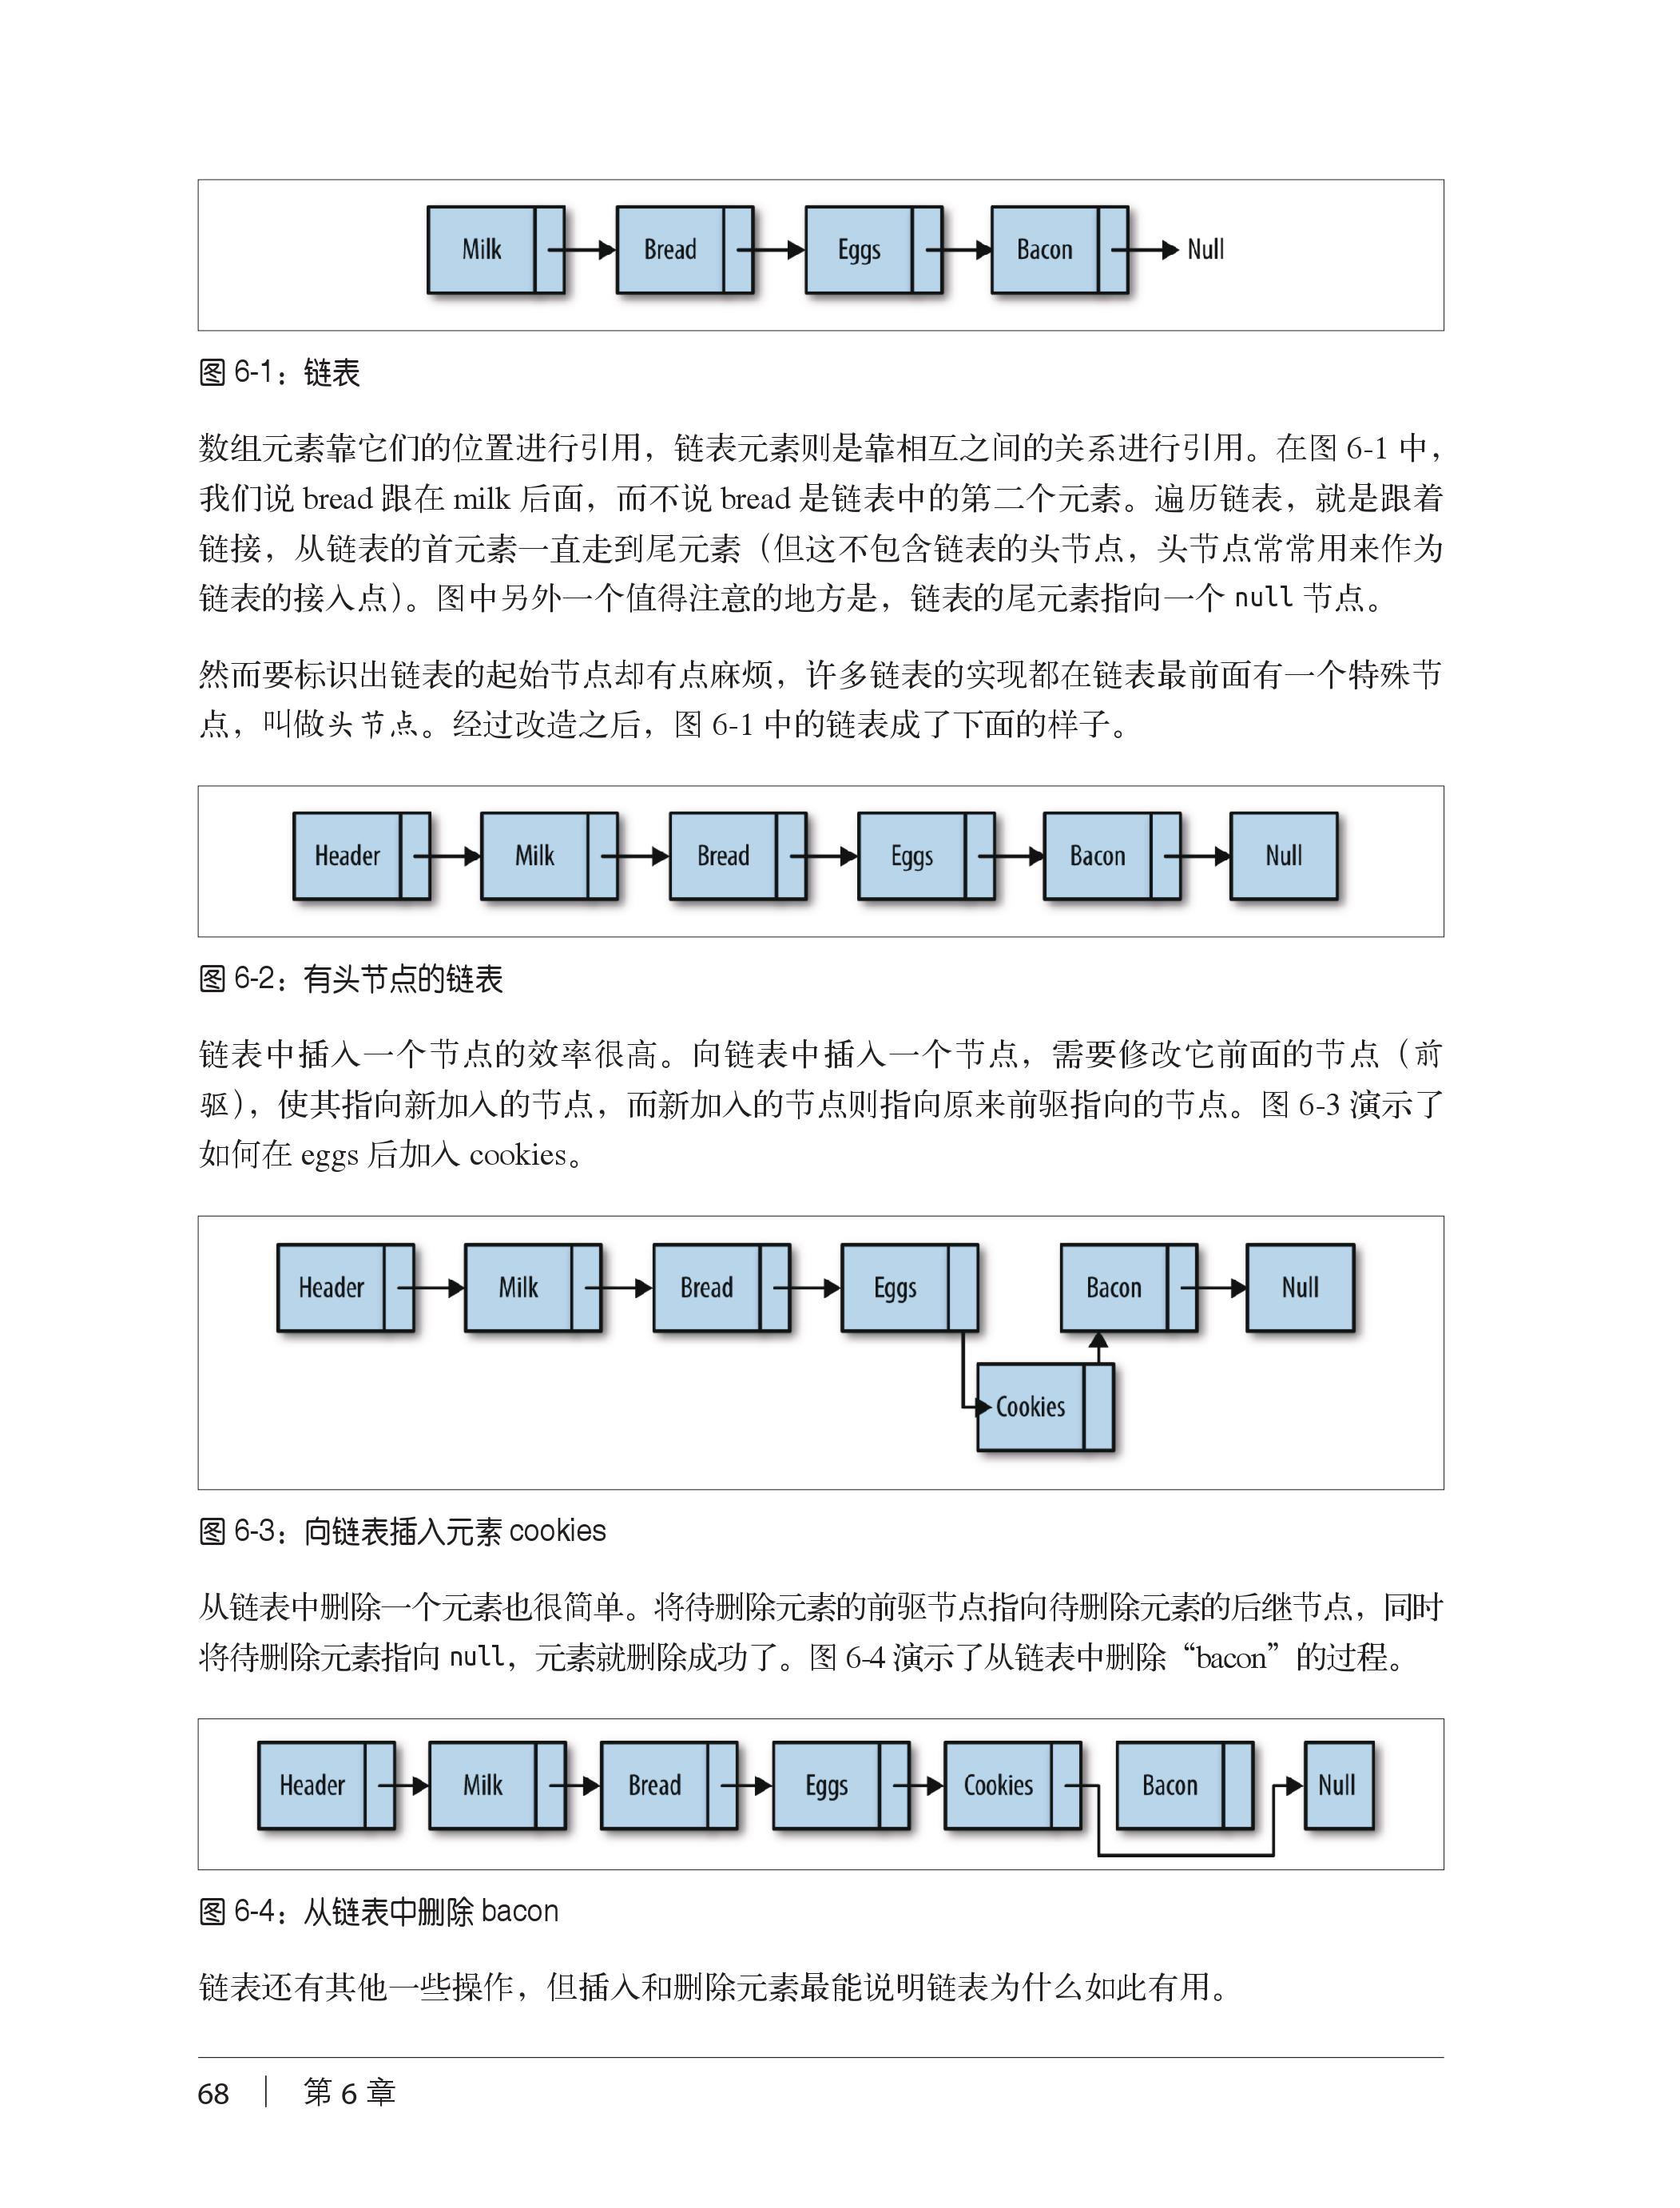 Milk Bread Eggs Bacon Null
图 6-1：链表
数组元素靠它们的位置进行引用，链表元素则是靠相互之间的关系进行引用。在图 6-1 中，
我们说 bread 跟在 milk 后面，而不说 bread 是链表中的第二个元素。遍历链表，就是跟着
链接，从链表的首元素一直走到尾元素（但这不包含链表的头节点，头节点常常用来作为
链表的接入点）。图中另外一个值得注意的地方是，链表的尾元素指向一个 null 节点。
然而要标识出链表的起始节点却有点麻烦，许多链表的实现都在链表最前面有一个特殊节
点，叫做头节点。经过改造之后，图 6-1 中的链表成了下面的样子。
Header Milk Bread Eggs Bacon Null
图 6-2：有头节点的链表
链表中插入一个节点的效率很高。向链表中插入一个节点，需要修改它前面的节点（前
驱），使其指向新加入的节点，而新加入的节点则指向原来前驱指向的节点。图 6-3 演示了
如何在 eggs 后加入 cookies。
Header Milk Bread Eggs Bacon Null
Cookies
图 6-3：向链表插入元素 cookies
从链表中删除一个元素也很简单。将待删除元素的前驱节点指向待删除元素的后继节点，同时
将待删除元素指向 null，元素就删除成功了。图 6-4 演示了从链表中删除“bacon”的过程。
Header Milk Bread Eggs Cookies Bacon Null
图 6-4：从链表中删除 bacon
链表还有其他一些操作，但插入和删除元素最能说明链表为什么如此有用。
68 | 第 6 章